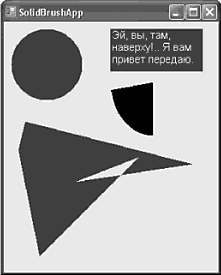 SolidBrushApp
Эй, вы, там,
наверху!.. Я вам
привет передаю.